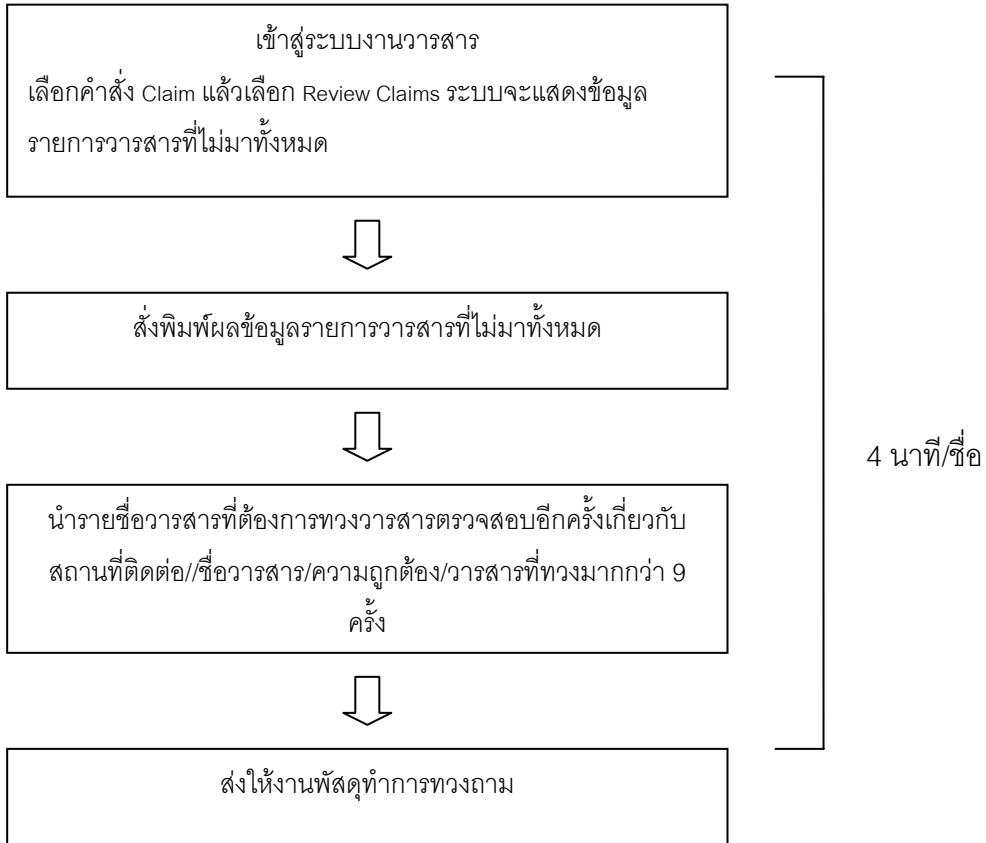 เข้าสู่ระบบงานวารสาร
เลือกคำสั่ง Claim แล้วเลือก Review Claims ระบบจะแสดงข้อมูล
รายการวารสารที่ไม่มาทั้งหมด
สั่งพิมพ์ผลข้อมูลรายการวารสารที่ไม่มาทั้งหมด
นำรายชื่อวารสารที่ต้องการทวงวารสารตรวจสอบอีกครั้งเกี่ยวกับ
สถานที่ติดต่อ//ชื่อวารสาร/ความถูกต้อง/วารสารที่ทวงมากกว่า 9
ครั้ง
ส่งให้งานพัสดุทำการทวงถาม
4 นาที/ชื่อ